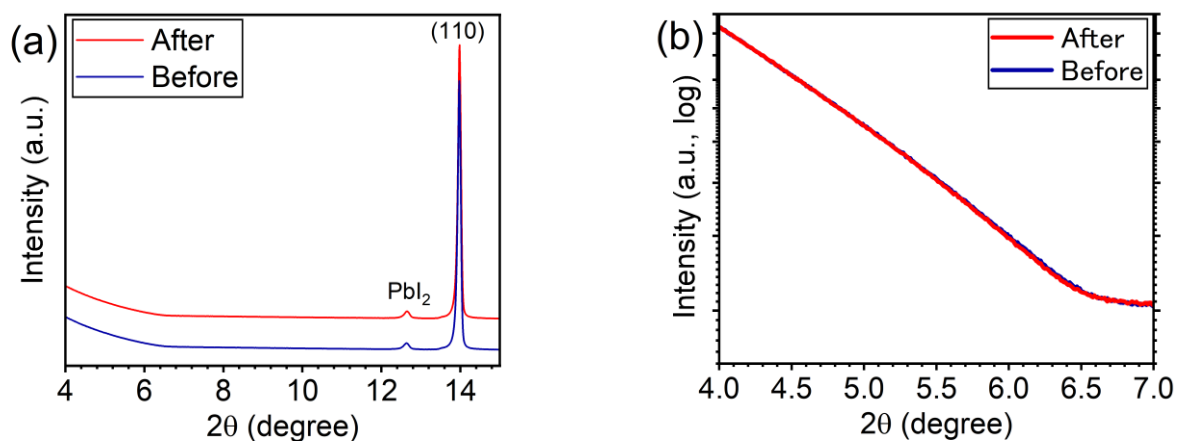 (a)
After
Before
(110)
PbI₂
Intensity (a.u.)
4 6 8 10 12 14
2θ (degree)
(b)
After
Before
Intensity (a.u., log)
4.0 4.5 5.0 5.5 6.0 6.5 7.0
2θ (degree)